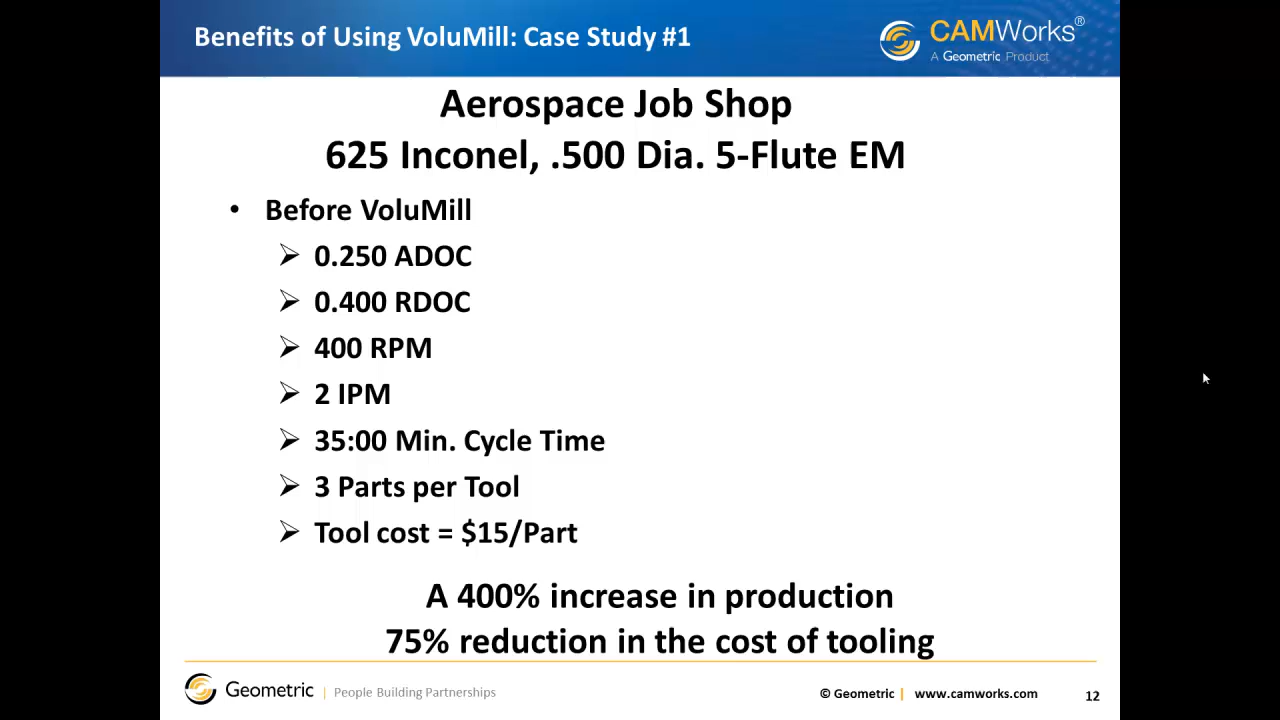 Benefits of Using VoluMill: Case Study #1
CAMWorks®
A Geometric Product
Aerospace Job Shop
625 Inconel, .500 Dia. 5-Flute EM
• Before VoluMill
➢ 0.250 ADOC
➢ 0.400 RDOC
➢ 400 RPM
➢ 2 IPM
➢ 35:00 Min. Cycle Time
➢ 3 Parts per Tool
➢ Tool cost = $15/Part
A 400% increase in production
75% reduction in the cost of tooling
Geometric | People Building Partnerships
© Geometric | www.camworks.com 12